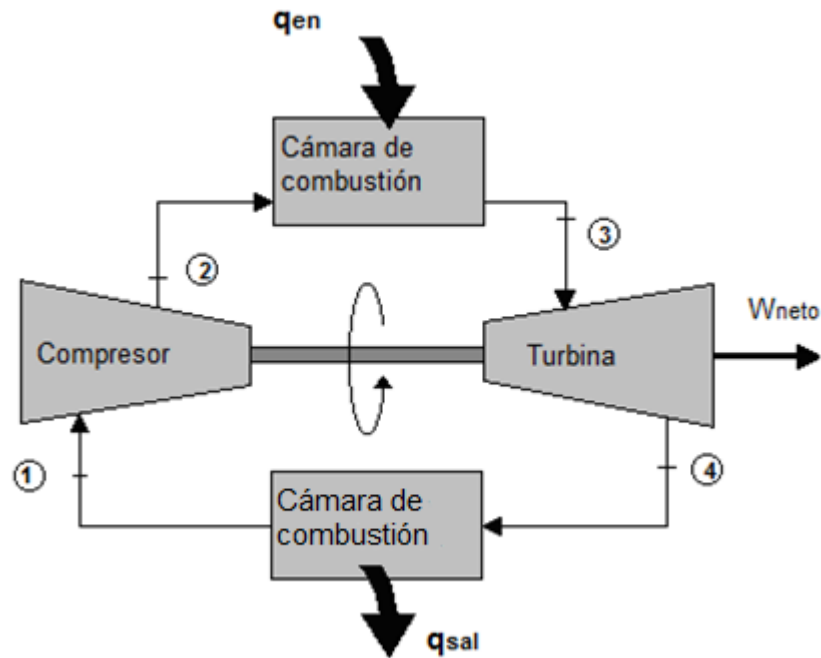 qen
Cámara de
combustión
3
2
Wneto
Compresor
Turbina
1
4
Cámara de
combustión
qsal